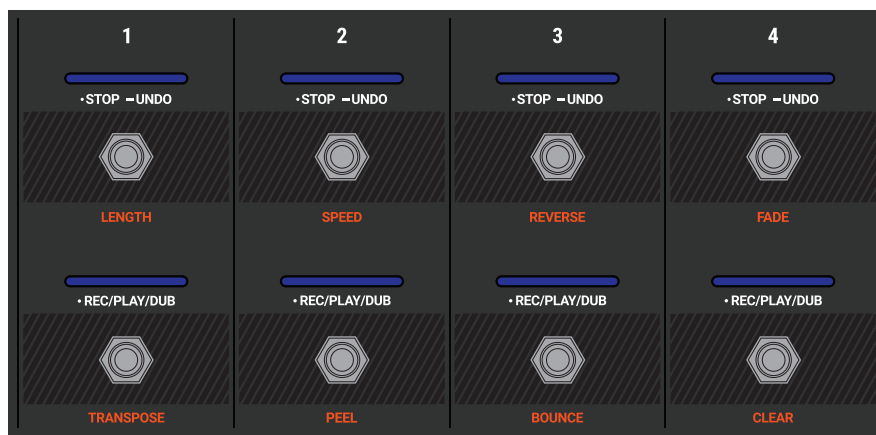 1 2 3 4
•STOP –UNDO •STOP –UNDO •STOP –UNDO •STOP –UNDO
LENGTH SPEED REVERSE FADE
• REC/PLAY/DUB • REC/PLAY/DUB • REC/PLAY/DUB • REC/PLAY/DUB
TRANSPOSE PEEL BOUNCE CLEAR